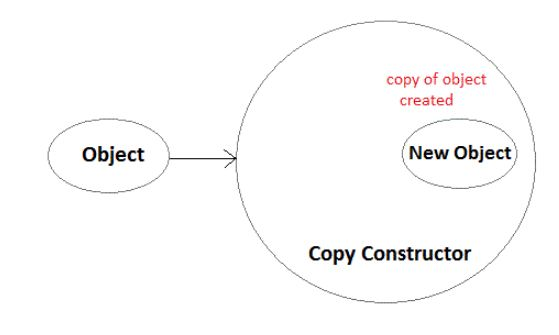 copy of object
created
Object
New Object
Copy Constructor